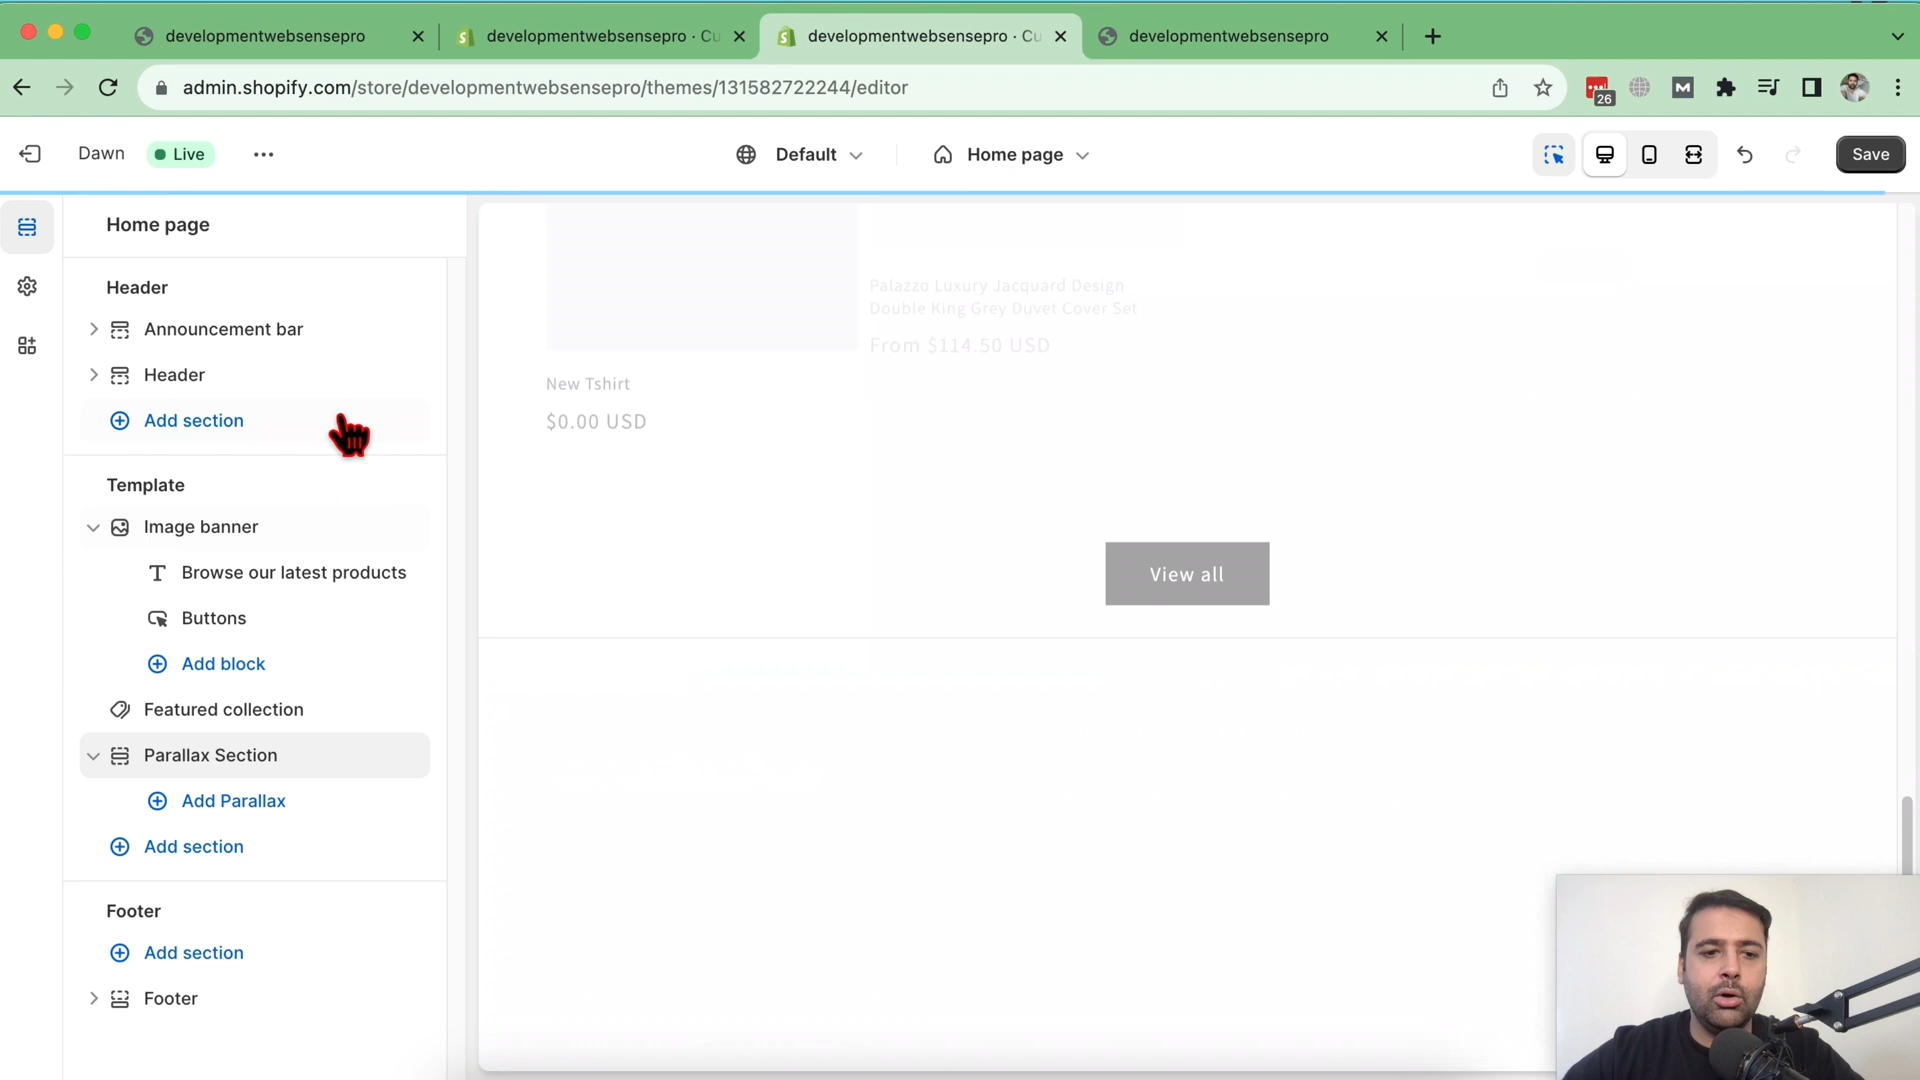 developmentwebsensepro
developmentwebsensepro · Cu
developmentwebsensepro · Cu
developmentwebsensepro
admin.shopify.com/store/developmentwebsensepro/themes/131582722244/editor
26
Dawn
Live
Default
Home page
Save
Home page
Header
Announcement bar
Header
Add section
Template
Image banner
Browse our latest products
Buttons
Add block
Featured collection
Parallax Section
Add Parallax
Add section
Footer
Add section
Footer
Palazzo Luxury Jacquard Design
Double King Grey Duvet Cover Set
From $114.50 USD
New Tshirt
$0.00 USD
View all